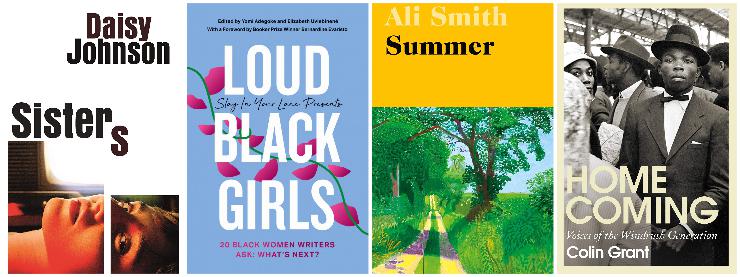 Daisy
Johnson
Sisters
Edited by Yomi Adegoke and Elizabeth Uviebinené
With a Foreword by Booker Prize Winner Bernardine Evaristo
LOUD
Slay In Your Lane Presents
BLACK
GIRLS
20 BLACK WOMEN WRITERS
ASK: WHAT'S NEXT?
Ali Smith
Summer
HOME
COMING
Voices of the Windrush Generation
Colin Grant